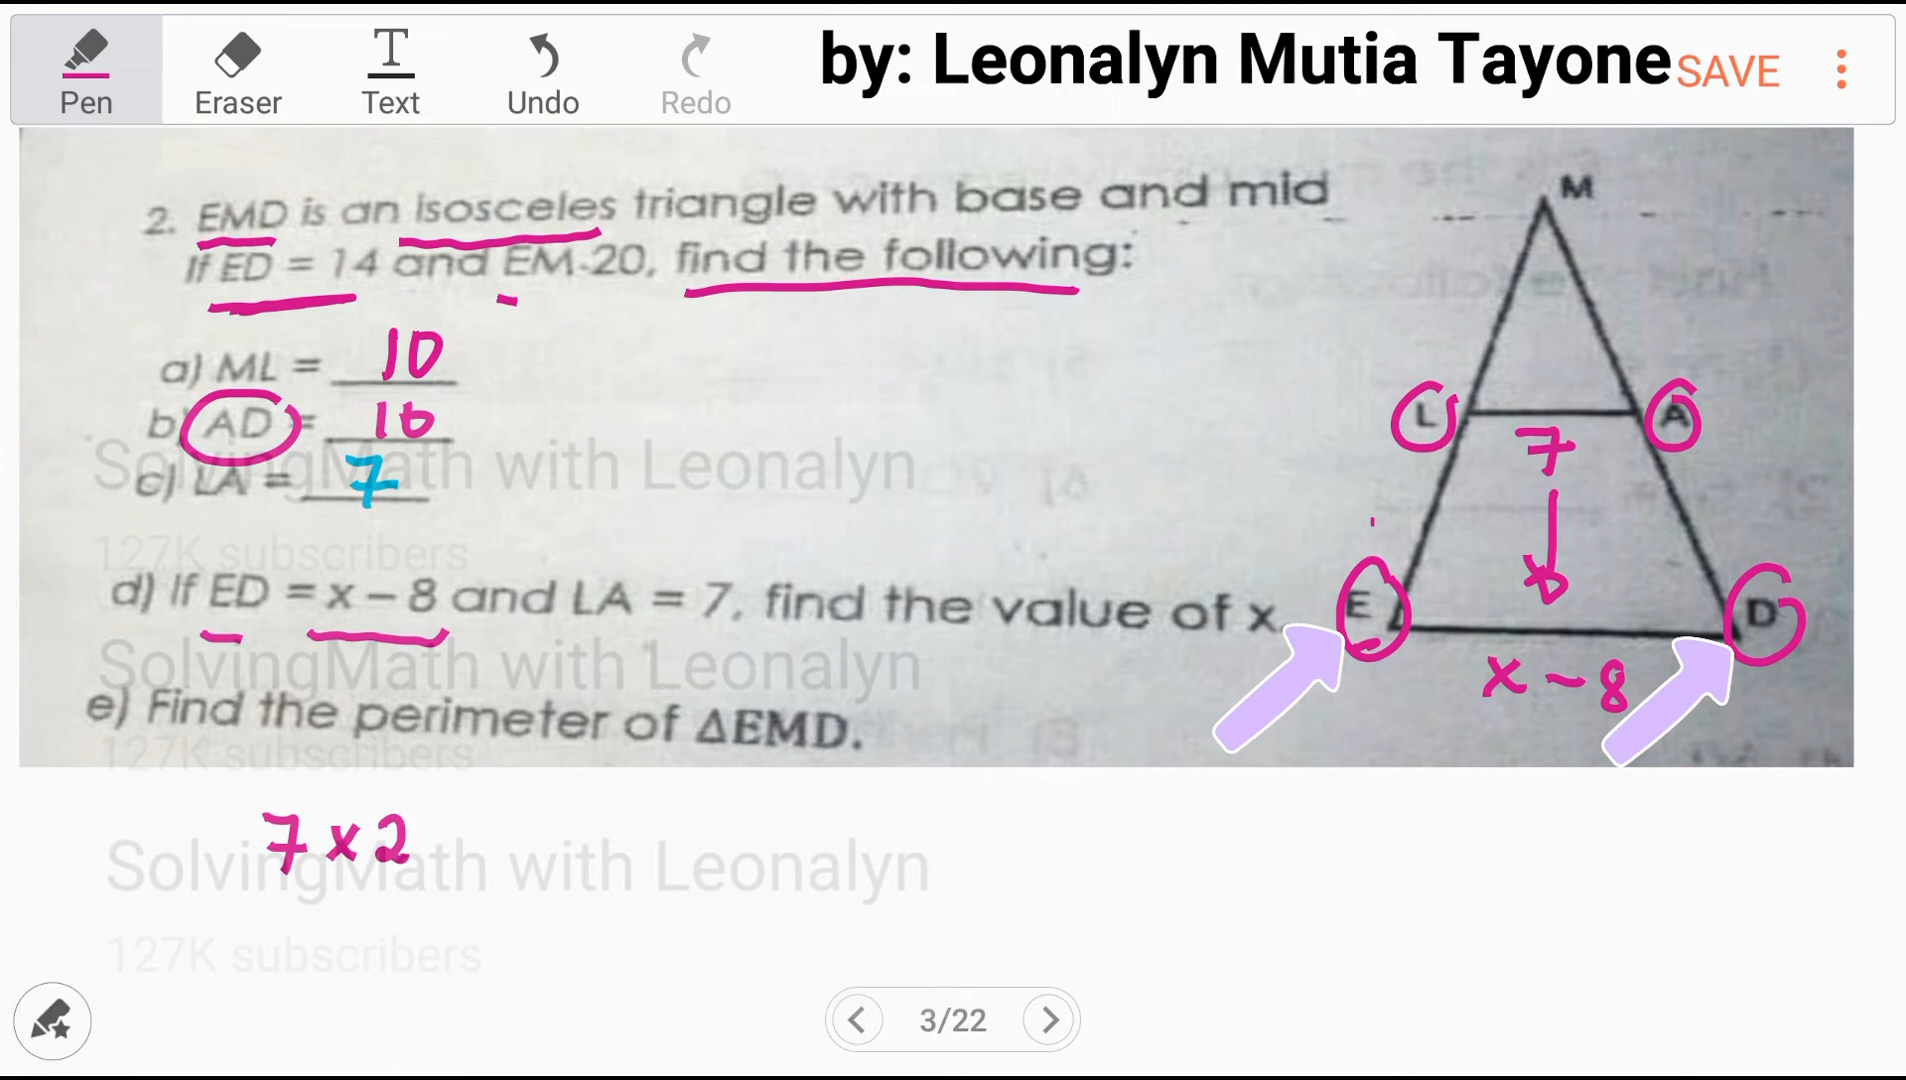 Pen
Eraser
Text
Undo
Redo
by: Leonalyn Mutia Tayone
SAVE
2. EMD is an isosceles triangle with base and mid
If ED = 14 and EM-20, find the following:
a) ML = 10
b) AD = 10
c) LA = 7
d) If ED = x - 8 and LA = 7, find the value of x.
e) Find the perimeter of ΔEMD.
M
L
A
7
E
D
x - 8
SolvingMath with Leonalyn
127K subscribers
SolvingMath with Leonalyn
127K subscribers
7 x 2
SolvingMath with Leonalyn
127K subscribers
3/22